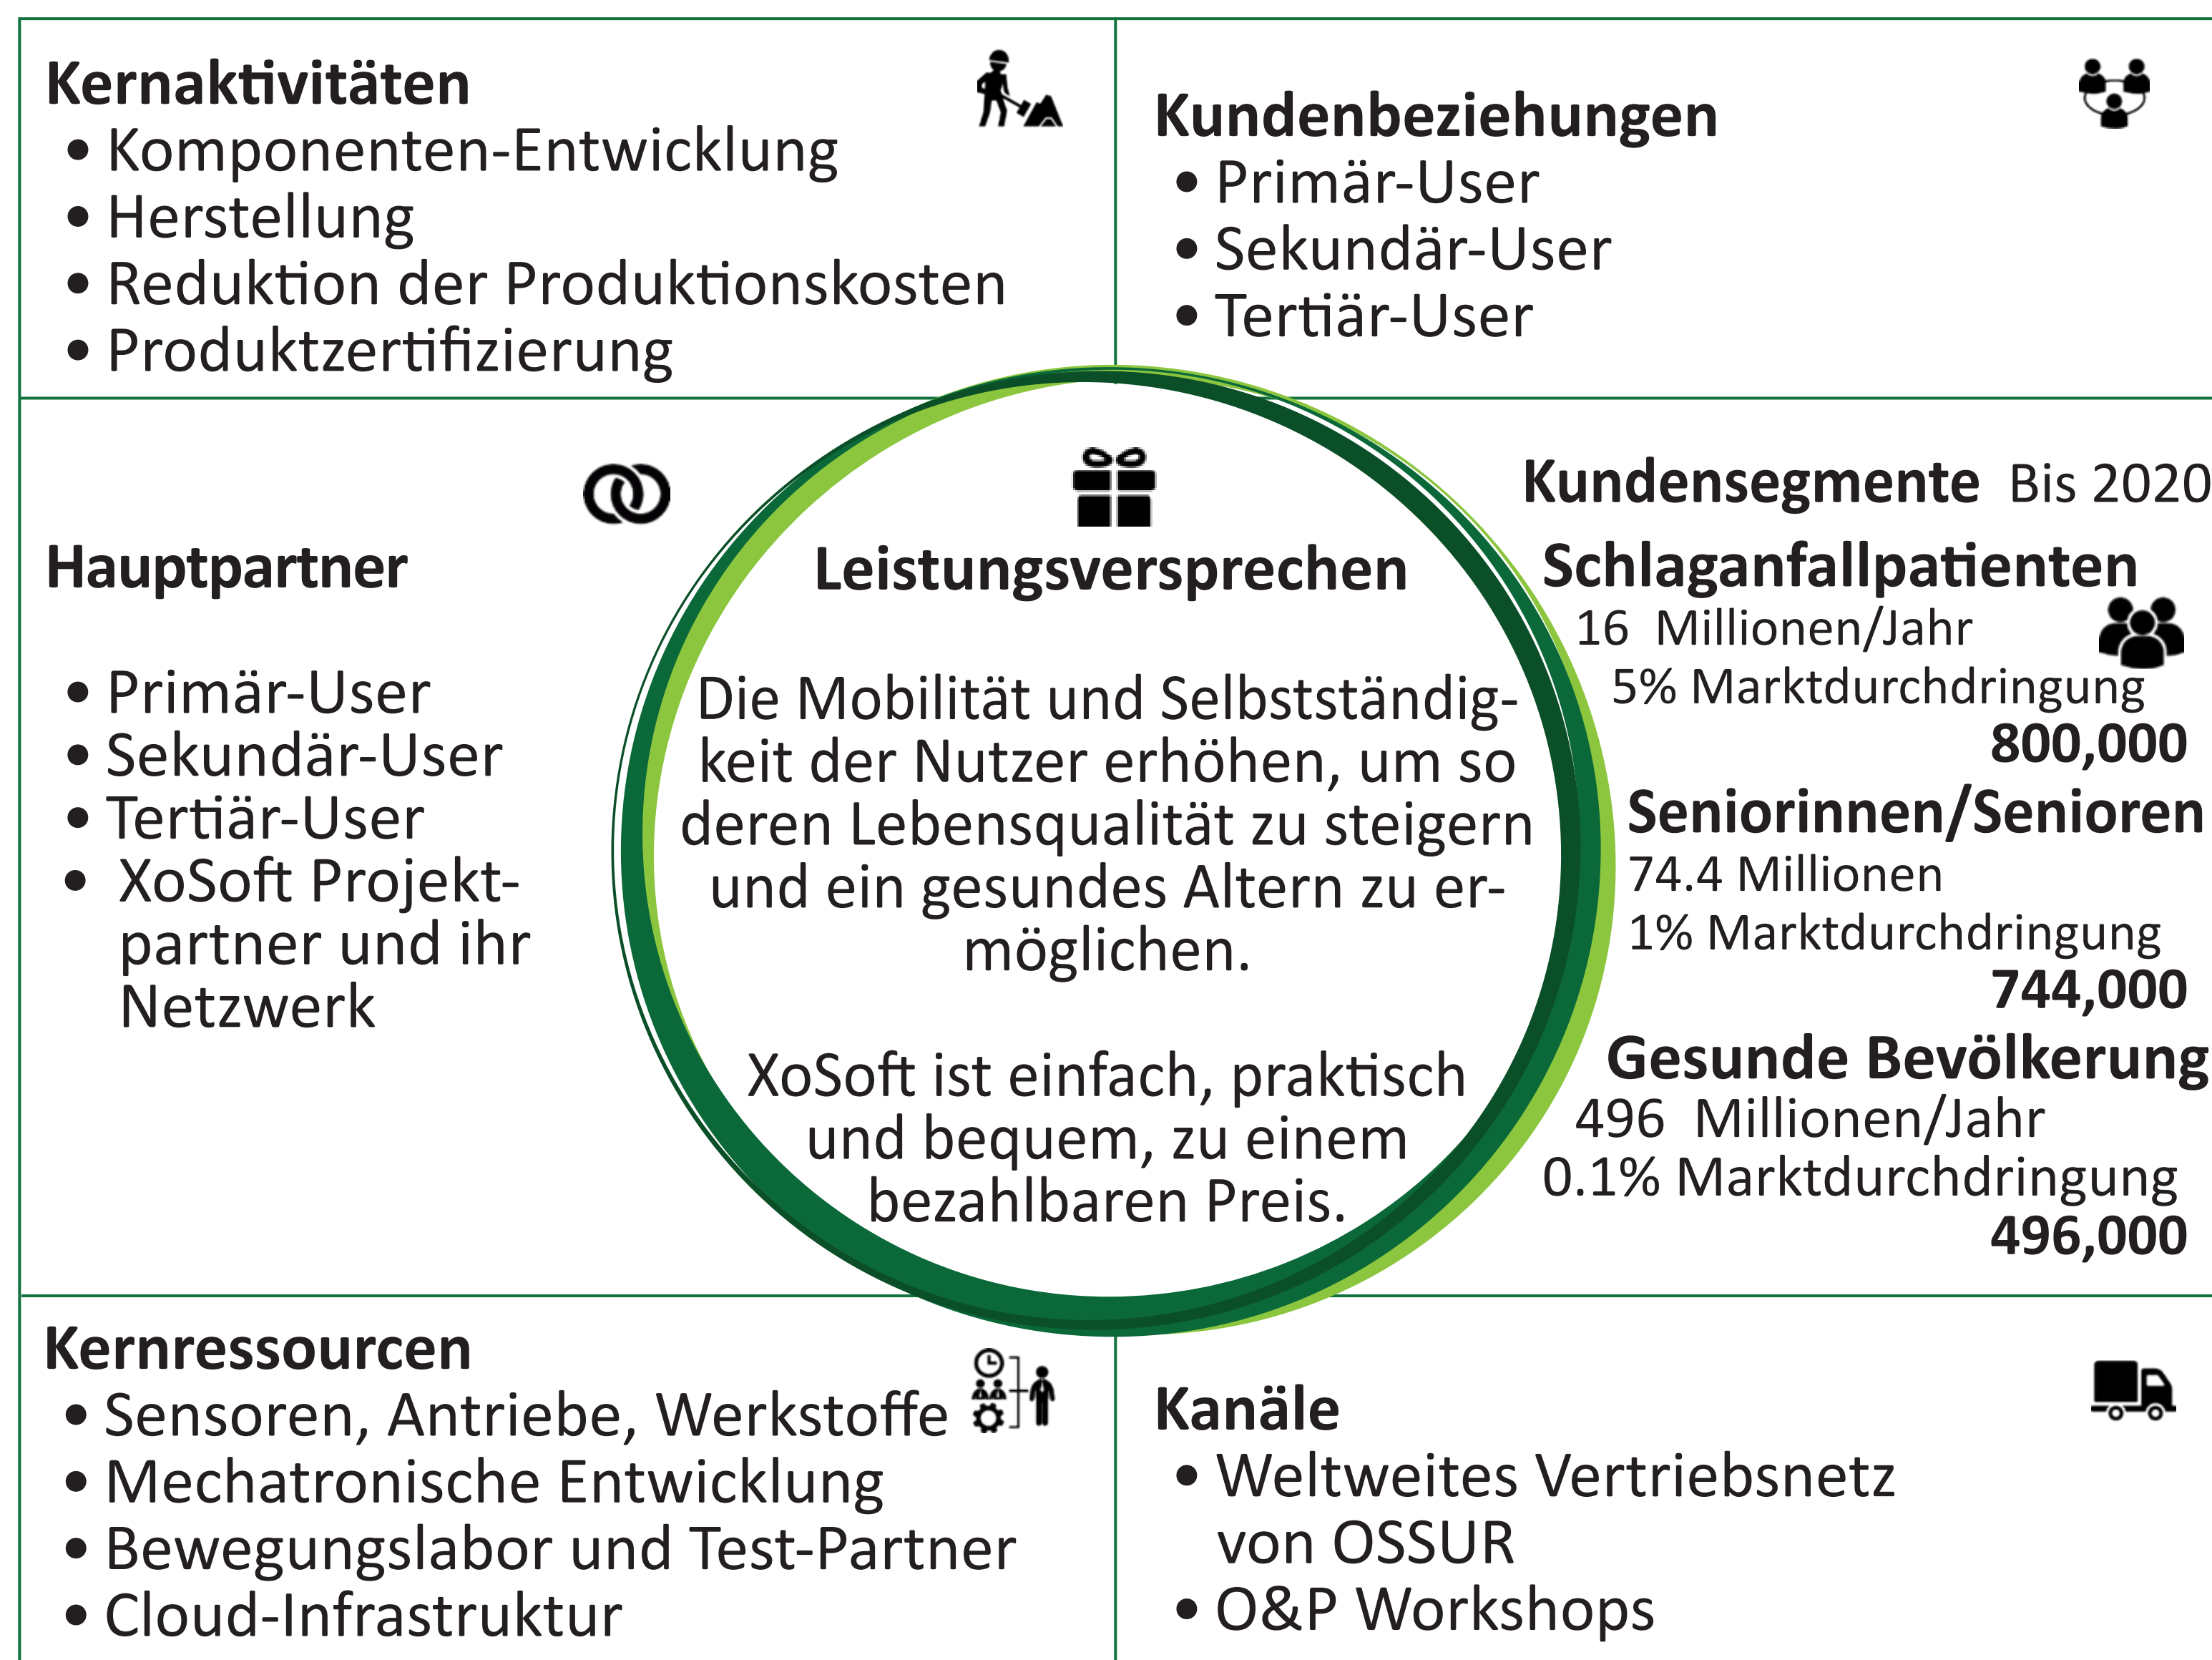 Kernaktivitäten
• Komponenten-Entwicklung
• Herstellung
• Reduktion der Produktionskosten
• Produktzertifizierung
Kundenbeziehungen
• Primär-User
• Sekundär-User
• Tertiär-User
Hauptpartner
• Primär-User
• Sekundär-User
• Tertiär-User
• XoSoft Projekt-
partner und ihr
Netzwerk
Leistungsversprechen
Die Mobilität und Selbstständig-
keit der Nutzer erhöhen, um so
deren Lebensqualität zu steigern
und ein gesundes Altern zu er-
möglichen.
XoSoft ist einfach, praktisch
und bequem, zu einem
bezahlbaren Preis.
Kundensegmente Bis 2020
Schlaganfallpatienten
16 Millionen/Jahr
5% Marktdurchdringung
800,000
Seniorinnen/Senioren
74.4 Millionen
1% Marktdurchdringung
744,000
Gesunde Bevölkerung
496 Millionen/Jahr
0.1% Marktdurchdringung
496,000
Kernressourcen
• Sensoren, Antriebe, Werkstoffe
• Mechatronische Entwicklung
• Bewegungslabor und Test-Partner
• Cloud-Infrastruktur
Kanäle
• Weltweites Vertriebsnetz
von OSSUR
• O&P Workshops